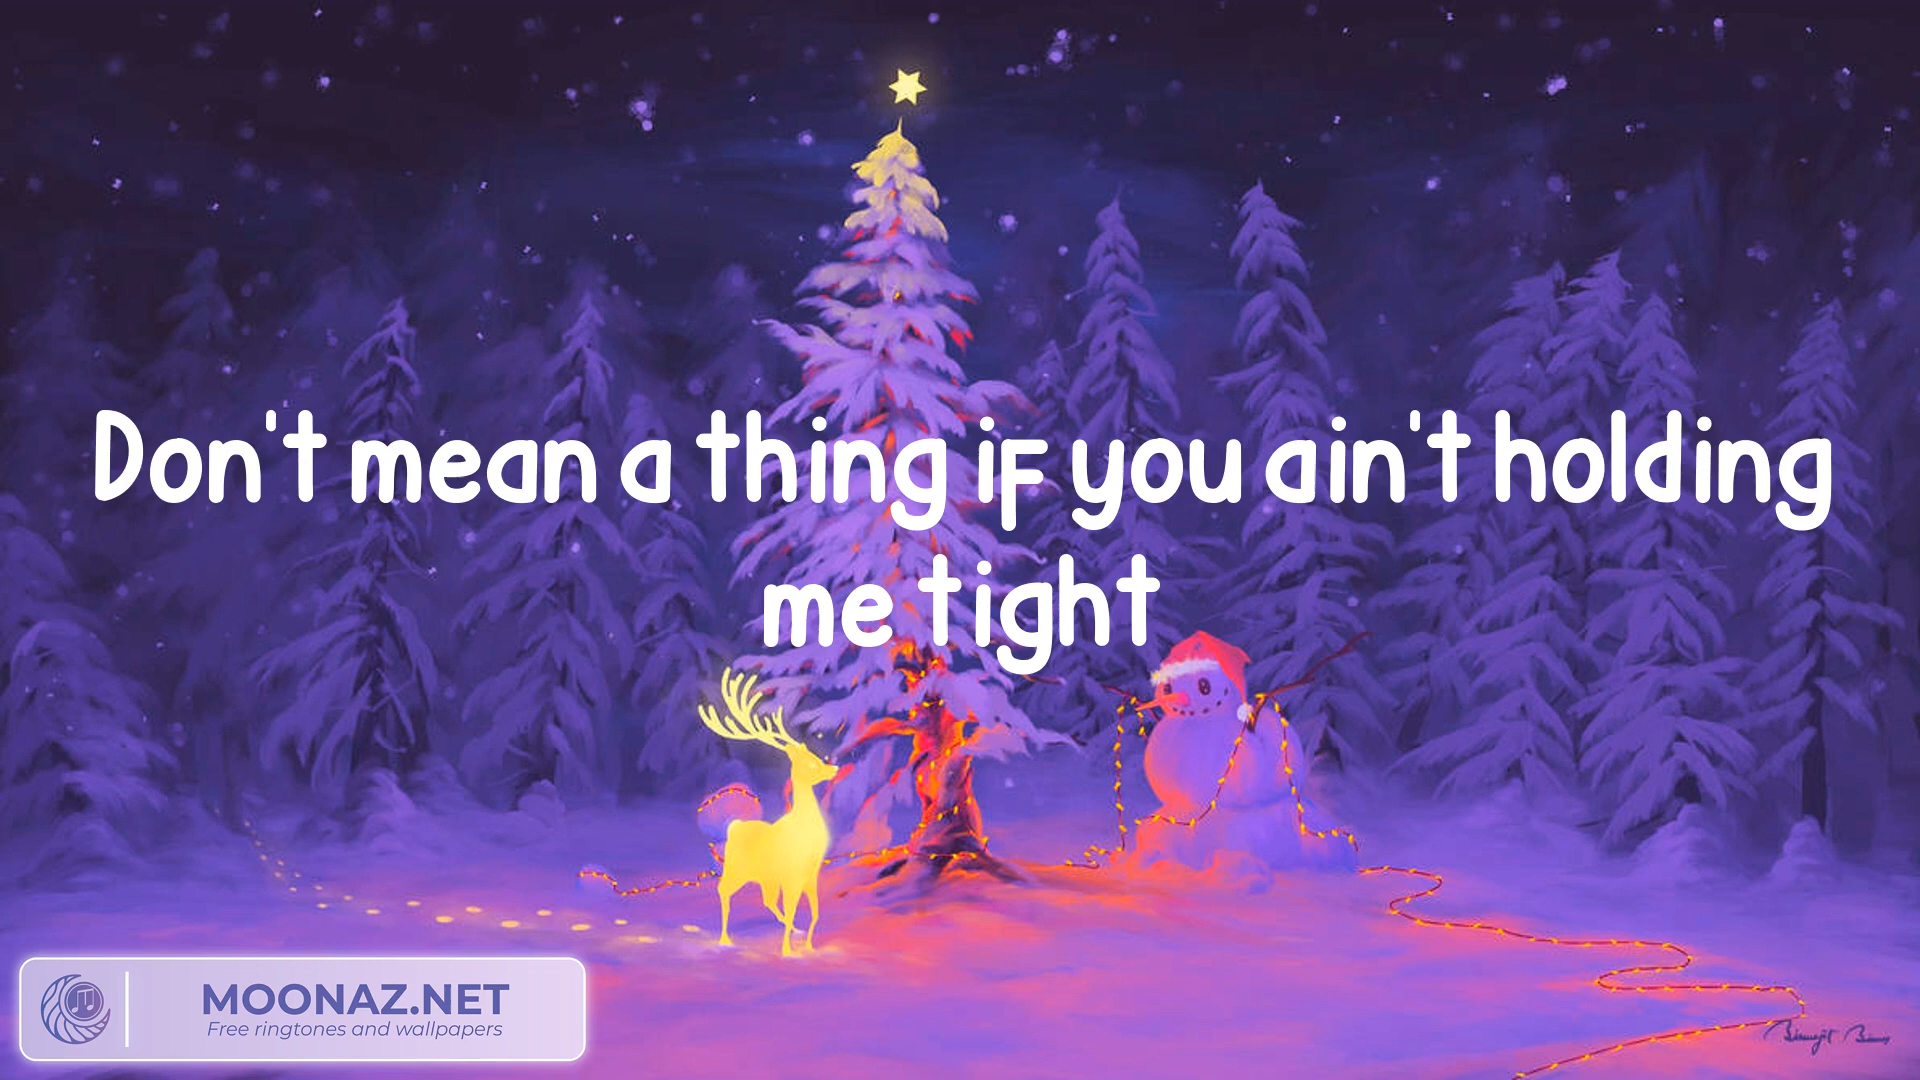 Don't mean a thing if you ain't holding
me tight
MOONAZ.NET
Free ringtones and wallpapers